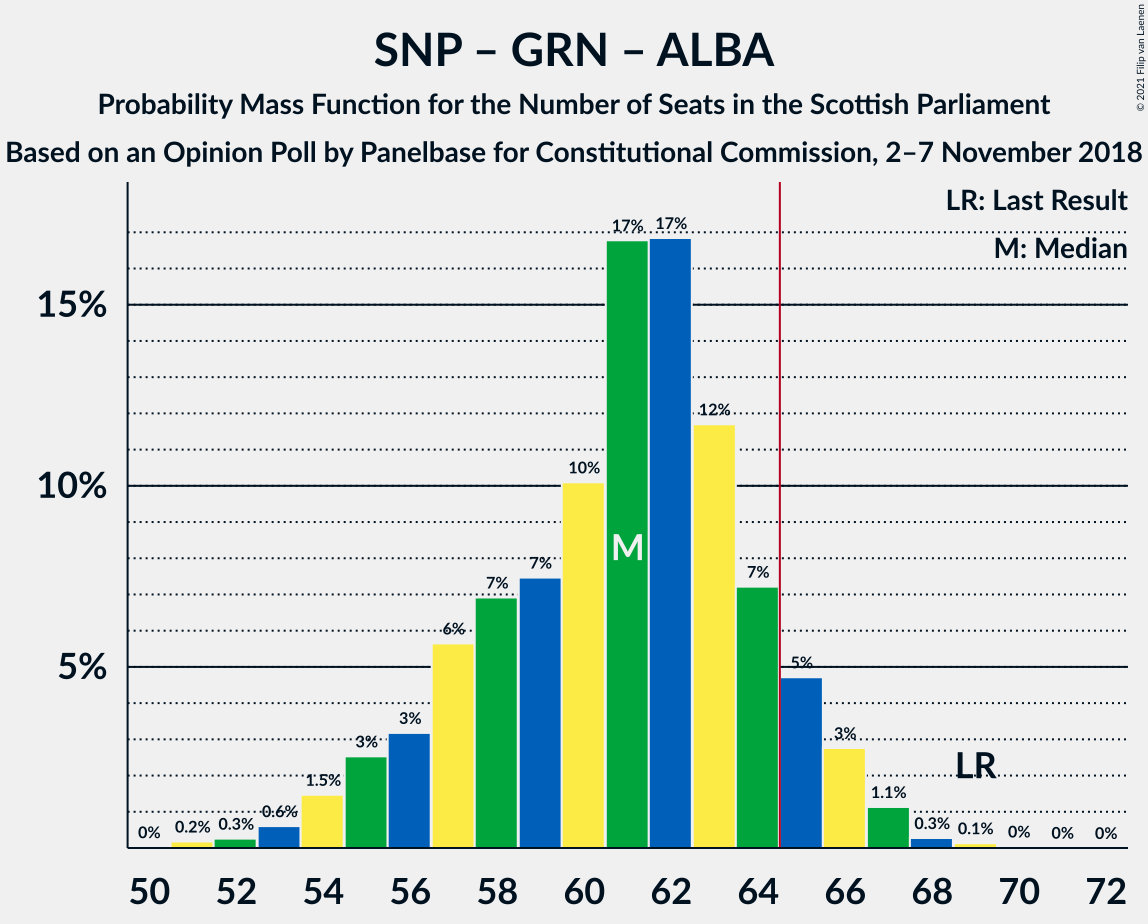 SNP – GRN – ALBA
Probability Mass Function for the Number of Seats in the Scottish Parliament
Based on an Opinion Poll by Panelbase for Constitutional Commission, 2–7 November 2018
© 2021 Filip van Laenen
LR: Last Result
M: Median
15%
10%
5%
0%
0.2%
0.3%
0.6%
1.5%
3%
3%
6%
7%
7%
10%
17%
17%
12%
7%
5%
3%
1.1%
0.3%
0.1%
0%
0%
0%
M
LR
50 52 54 56 58 60 62 64 66 68 70 72